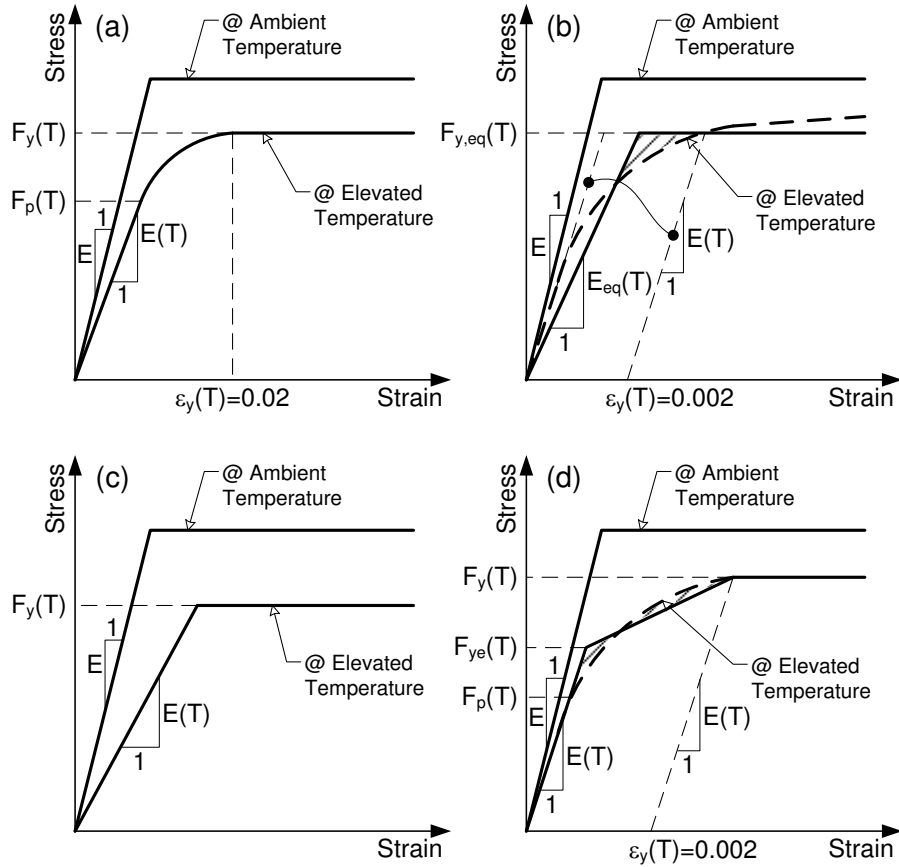 (a)
Stress
@ Ambient
Temperature
Fy(T)
Fp(T)
1
E
E(T)
1
@ Elevated
Temperature
εy(T)=0.02
Strain
(b)
Stress
@ Ambient
Temperature
Fy,eq(T)
1
E
@ Elevated
Temperature
E(T)
1
Eeq(T)
1
εy(T)=0.002
Strain
(c)
Stress
@ Ambient
Temperature
Fy(T)
1
E
@ Elevated
Temperature
E(T)
1
Strain
(d)
Stress
@ Ambient
Temperature
Fy(T)
Fye(T)
Fp(T)
1
E
E(T)
1
@ Elevated
Temperature
E(T)
1
εy(T)=0.002
Strain